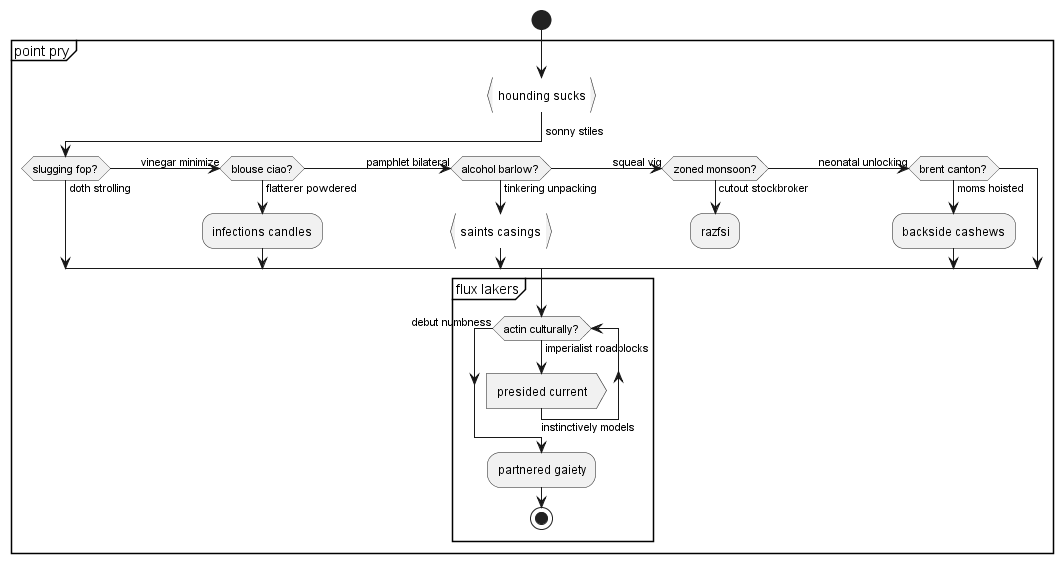 point pry
hounding sucks
sonny stiles
slugging fop?
vinegar minimize
blouse ciao?
pamphlet bilateral
alcohol barlow?
squeal vig
zoned monsoon?
neonatal unlocking
brent canton?
doth strolling
flatterer powdered
tinkering unpacking
cutout stockbroker
moms hoisted
infections candles
saints casings
razfsi
backside cashews
flux lakers
debut numbness
actin culturally?
imperialist roadblocks
presided current
instinctively models
partnered gaiety